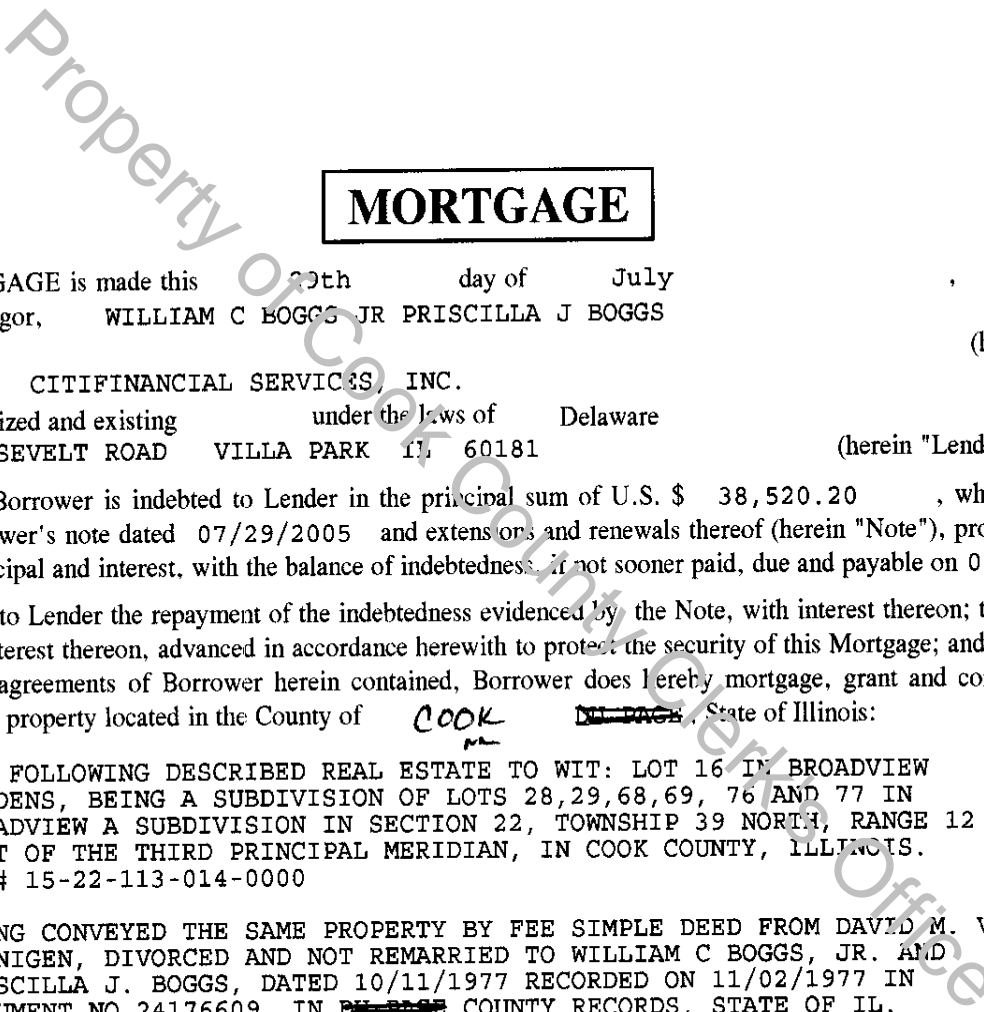 MORTGAGE
GAGE is made this 29th day of July ,
gor, WILLIAM C BOGGS JR PRISCILLA J BOGGS
(h
CITIFINANCIAL SERVICES, INC.
ized and existing under the laws of Delaware
SEVELT ROAD VILLA PARK IL 60181 (herein "Lend
Borrower is indebted to Lender in the principal sum of U.S. $ 38,520.20 , wh
wer's note dated 07/29/2005 and extensions and renewals thereof (herein "Note"), pro
cipal and interest, with the balance of indebtedness, if not sooner paid, due and payable on 0
to Lender the repayment of the indebtedness evidenced by the Note, with interest thereon; t
terest thereon, advanced in accordance herewith to protect the security of this Mortgage; and
agreements of Borrower herein contained, Borrower does hereby mortgage, grant and co
property located in the County of COOK DU PAGE, State of Illinois:
FOLLOWING DESCRIBED REAL ESTATE TO WIT: LOT 16 IN BROADVIEW
DENS, BEING A SUBDIVISION OF LOTS 28,29,68,69, 76 AND 77 IN
ADVIEW A SUBDIVISION IN SECTION 22, TOWNSHIP 39 NORTH, RANGE 12
T OF THE THIRD PRINCIPAL MERIDIAN, IN COOK COUNTY, ILLINOIS.
# 15-22-113-014-0000
NG CONVEYED THE SAME PROPERTY BY FEE SIMPLE DEED FROM DAVID M. V
NIGEN, DIVORCED AND NOT REMARRIED TO WILLIAM C BOGGS, JR. AND
SCILLA J. BOGGS, DATED 10/11/1977 RECORDED ON 11/02/1977 IN
UMENT NO 24176609, IN DU PAGE COUNTY RECORDS, STATE OF IL.
Property of Cook County Clerk's Office